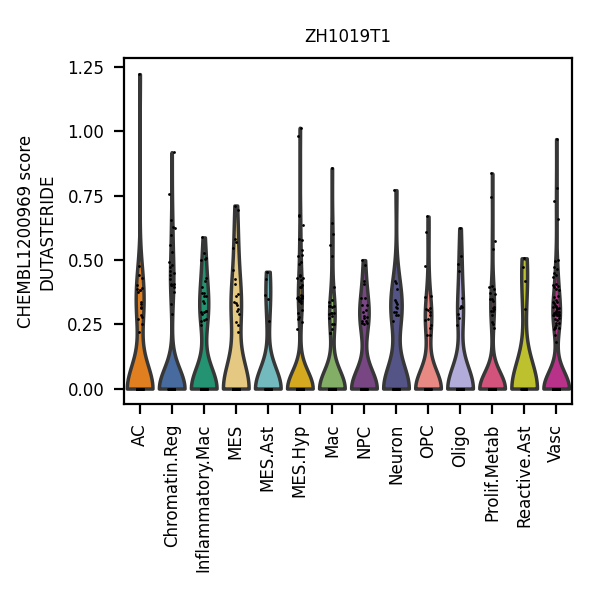 ZH1019T1
CHEMBL1200969 score
DUTASTERIDE
1.25
1.00
0.75
0.50
0.25
0.00
AC
Chromatin.Reg
Inflammatory.Mac
MES
MES.Ast
MES.Hyp
Mac
NPC
Neuron
OPC
Oligo
Prolif.Metab
Reactive.Ast
Vasc